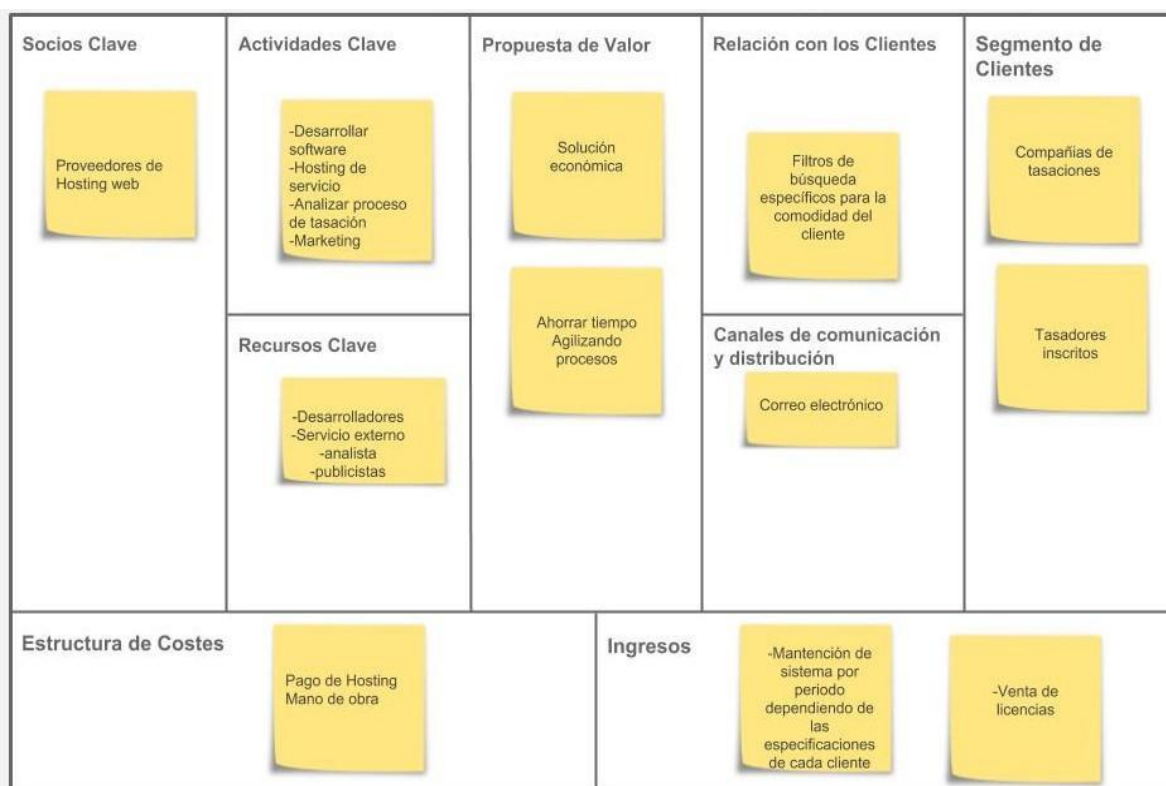 Socios Clave
Proveedores de
Hosting web
Actividades Clave
-Desarrollar
software
-Hosting de
servicio
-Analizar proceso
de tasación
-Marketing
Recursos Clave
-Desarrolladores
-Servicio externo
-analista
-publicistas
Propuesta de Valor
Solución
económica
Ahorrar tiempo
Agilizando
procesos
Relación con los Clientes
Filtros de
búsqueda
específicos para la
comodidad del
cliente
Canales de comunicación
y distribución
Correo electrónico
Segmento de
Clientes
Compañias de
tasaciones
Tasadores
inscritos
Estructura de Costes
Pago de Hosting
Mano de obra
Ingresos
-Mantención de
sistema por
periodo
dependiendo de
las
especificaciones
de cada cliente
-Venta de
licencias